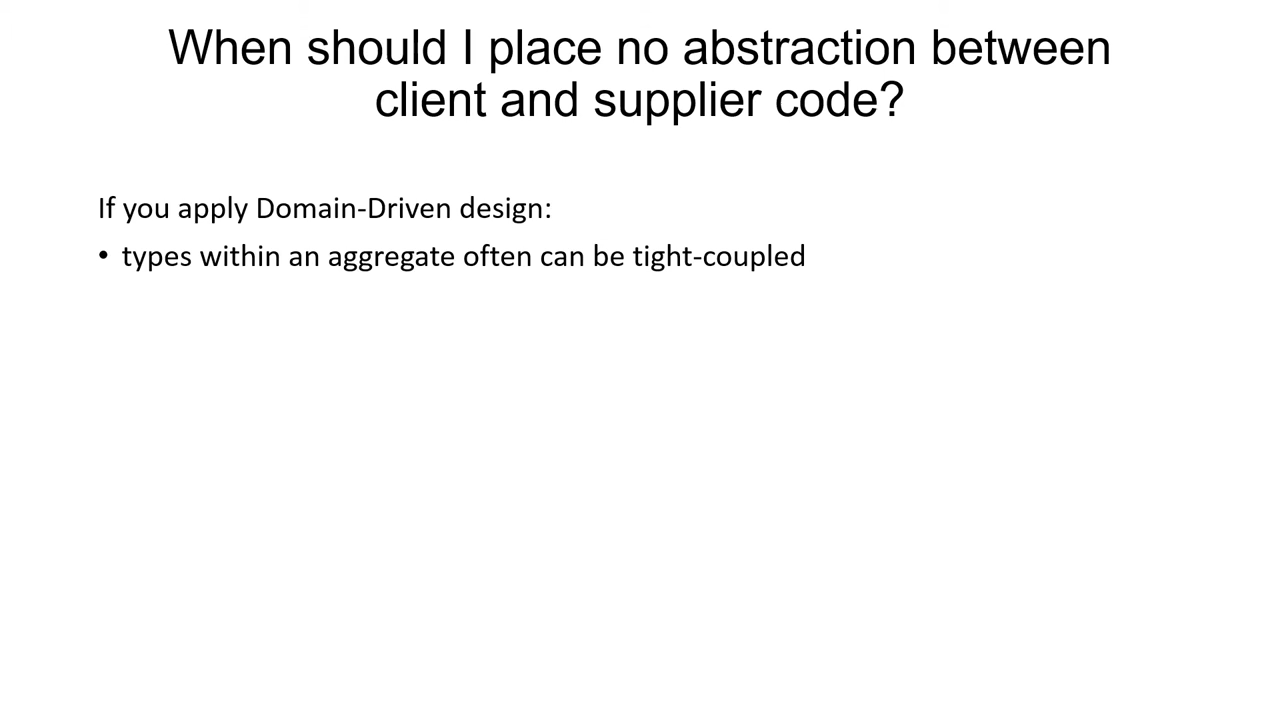 When should I place no abstraction between
client and supplier code?
If you apply Domain-Driven design:
• types within an aggregate often can be tight-coupled